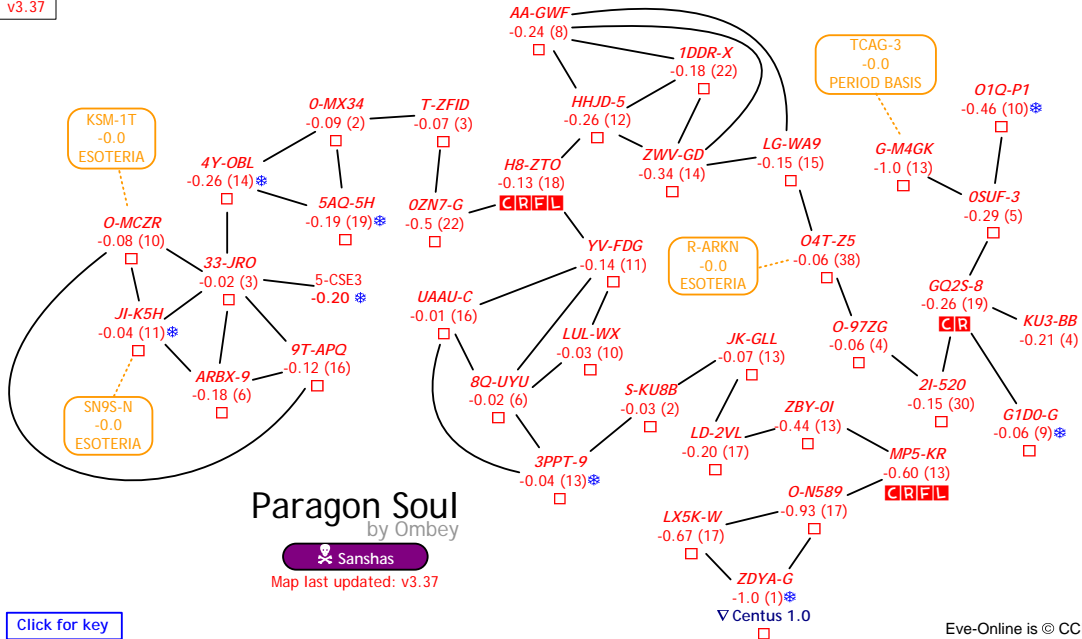 v3.37
AA-GWF
-0.24 (8)
1DDR-X
-0.18 (22)
TCAG-3
-0.0
PERIOD BASIS
O1Q-P1
-0.46 (10)
KSM-1T
-0.0
ESOTERIA
0-MX34
-0.09 (2)
T-ZFID
-0.07 (3)
HHJD-5
-0.26 (12)
4Y-OBL
-0.26 (14)
H8-ZTO
-0.13 (18)
C R F L
ZWV-GD
-0.34 (14)
LG-WA9
-0.15 (15)
G-M4GK
-1.0 (13)
5AQ-5H
-0.19 (19)
0ZN7-G
-0.5 (22)
0SUF-3
-0.29 (5)
O-MCZR
-0.08 (10)
33-JRO
-0.02 (3)
5-CSE3
-0.20
YV-FDG
-0.14 (11)
R-ARKN
-0.0
ESOTERIA
O4T-Z5
-0.06 (38)
GQ2S-8
-0.26 (19)
C R
KU3-BB
-0.21 (4)
JI-K5H
-0.04 (11)
UAAU-C
-0.01 (16)
LUL-WX
-0.03 (10)
JK-GLL
-0.07 (13)
O-97ZG
-0.06 (4)
9T-APQ
-0.12 (16)
ARBX-9
-0.18 (6)
8Q-UYU
-0.02 (6)
S-KU8B
-0.03 (2)
2I-520
-0.15 (30)
SN9S-N
-0.0
ESOTERIA
ZBY-0I
-0.44 (13)
G1D0-G
-0.06 (9)
LD-2VL
-0.20 (17)
3PPT-9
-0.04 (13)
MP5-KR
-0.60 (13)
C R F L
O-N589
-0.93 (17)
LX5K-W
-0.67 (17)
ZDYA-G
-1.0 (1)
∇ Centus 1.0
Paragon Soul
by Ombey
Sanshas
Map last updated: v3.37
Click for key
Eve-Online is © CC